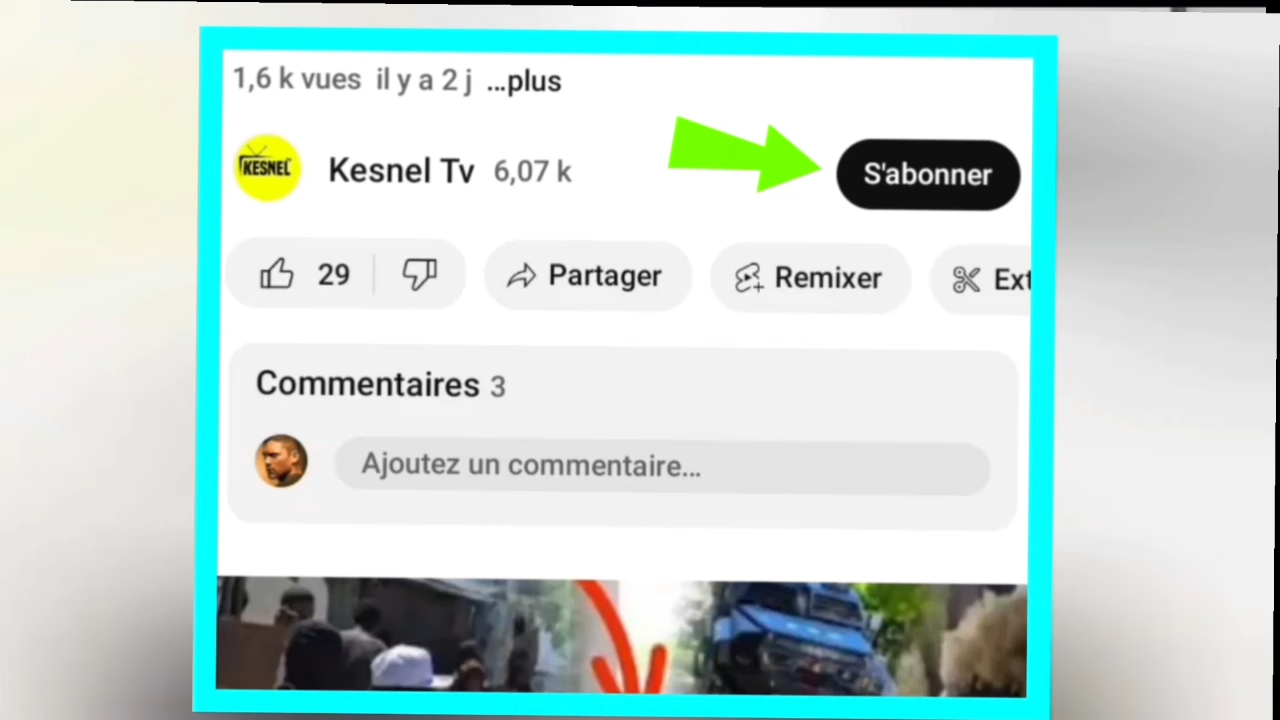 1,6 k vues il y a 2 j ...plus
KESNEL
Kesnel Tv 6,07 k
S'abonner
29
Partager
Remixer
Ext
Commentaires 3
Ajoutez un commentaire...